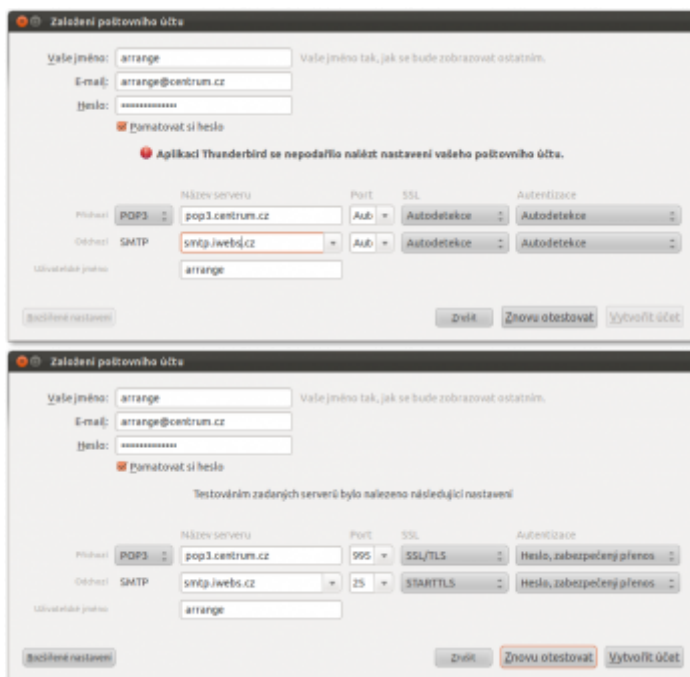 Založení poštovního účtu
Vaše jméno: arrange Vaše jméno tak, jak se bude zobrazovat ostatním.
E-mail: arrange@centrum.cz
Heslo: •••••••••••••
Pamatovat si heslo
Aplikaci Thunderbird se nepodařilo nalézt nastavení vašeho poštovního účtu.
Název serveru Port SSL Autentizace
Příchozí POP3 pop3.centrum.cz Aub Autodetekce Autodetekce
Odchozí SMTP smtp.iwebs.cz Aub Autodetekce Autodetekce
Uživatelské jméno arrange
Rozšířené nastavení Zrušit Znovu otestovat Vytvořit účet
Založení poštovního účtu
Vaše jméno: arrange Vaše jméno tak, jak se bude zobrazovat ostatním.
E-mail: arrange@centrum.cz
Heslo: •••••••••••••
Pamatovat si heslo
Testováním zadaných serverů bylo nalezeno následující nastavení
Název serveru Port SSL Autentizace
Příchozí POP3 pop3.centrum.cz 995 SSL/TLS Heslo, zabezpečený přenos
Odchozí SMTP smtp.iwebs.cz 25 STARTTLS Heslo, zabezpečený přenos
Uživatelské jméno arrange
Rozšířené nastavení Zrušit Znovu otestovat Vytvořit účet